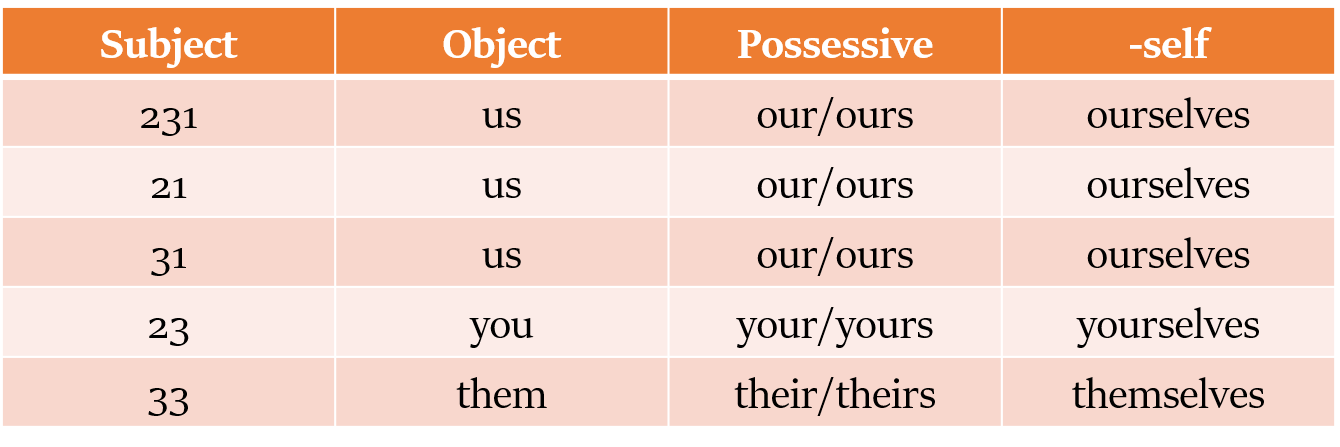 Subject Object Possessive -self
231 us our/ours ourselves
21 us our/ours ourselves
31 us our/ours ourselves
23 you your/yours yourselves
33 them their/theirs themselves